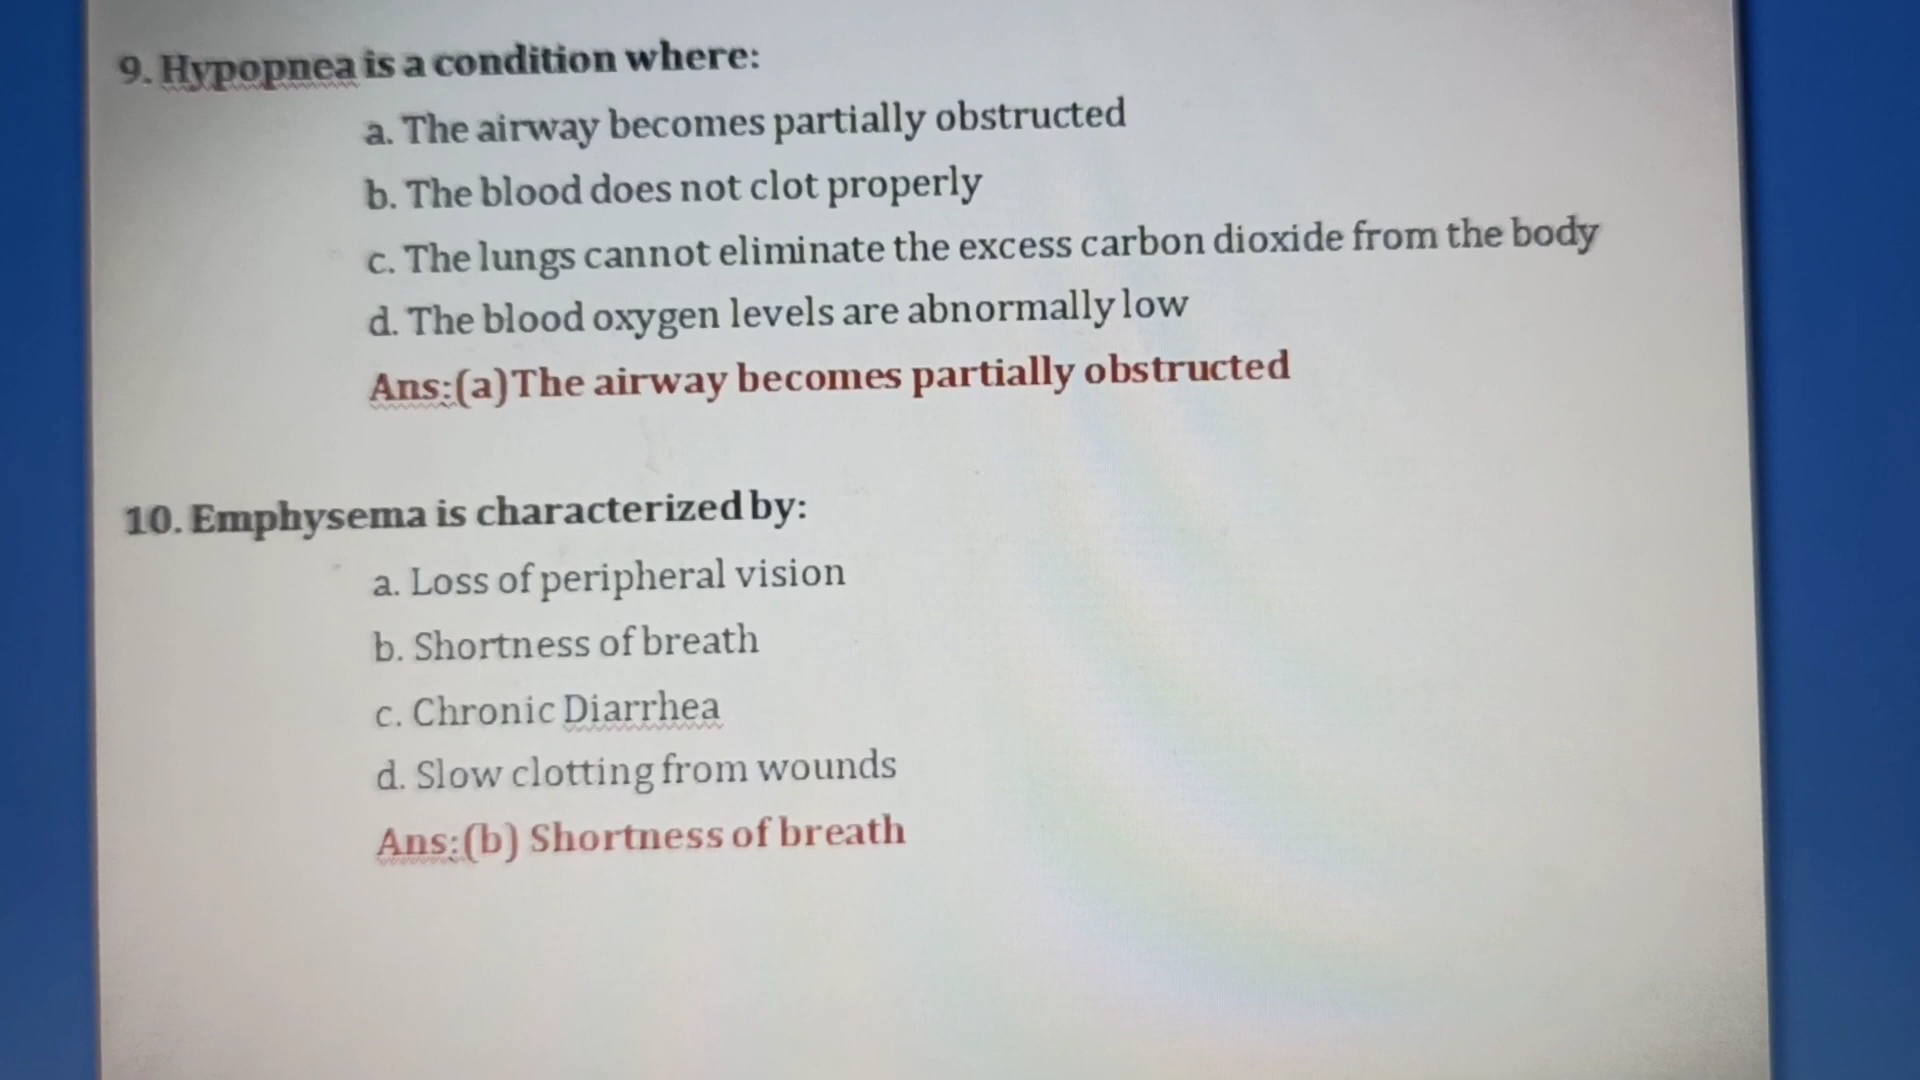 9. Hypopnea is a condition where:
a. The airway becomes partially obstructed
b. The blood does not clot properly
c. The lungs cannot eliminate the excess carbon dioxide from the body
d. The blood oxygen levels are abnormally low
Ans:(a)The airway becomes partially obstructed
10. Emphysema is characterized by:
a. Loss of peripheral vision
b. Shortness of breath
c. Chronic Diarrhea
d. Slow clotting from wounds
Ans:(b) Shortness of breath